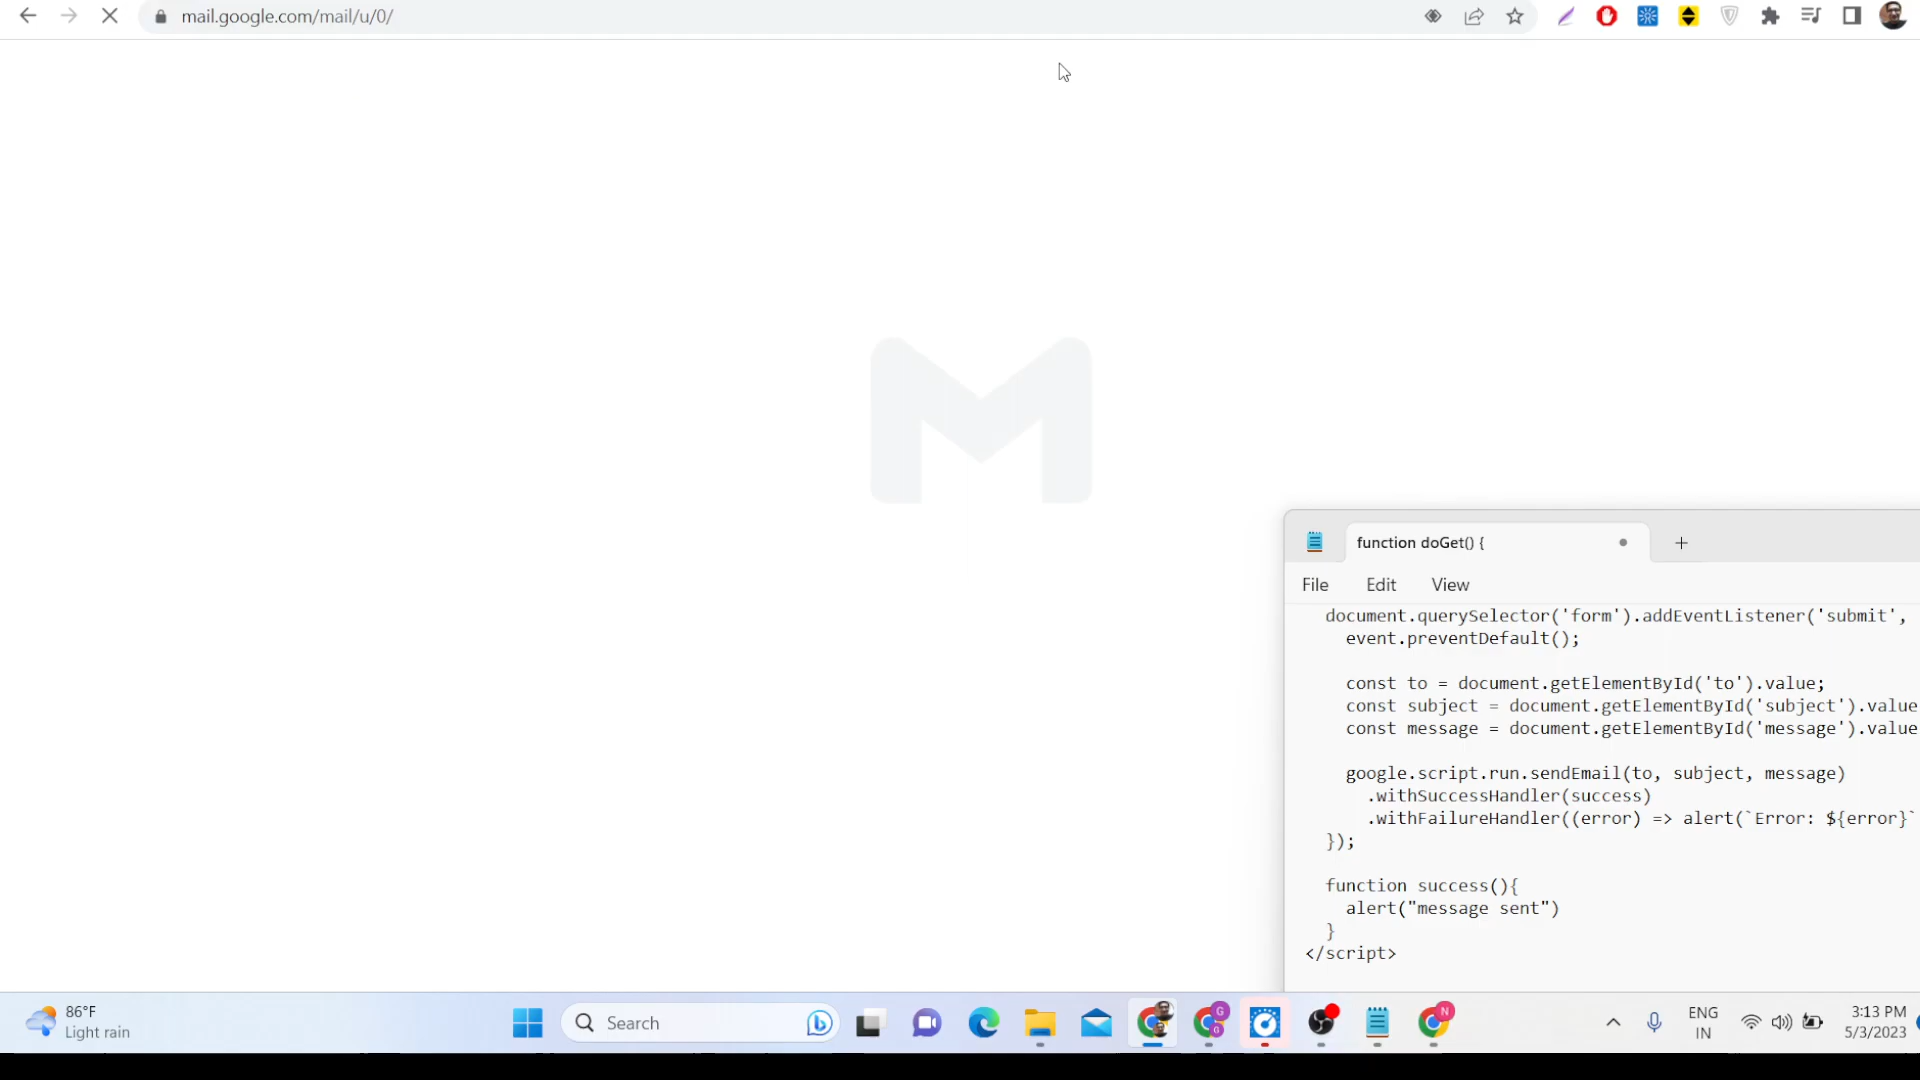 mail.google.com/mail/u/0/
function doGet() {
File Edit View
document.querySelector('form').addEventListener('submit',
event.preventDefault();
const to = document.getElementById('to').value;
const subject = document.getElementById('subject').value
const message = document.getElementById('message').value
google.script.run.sendEmail(to, subject, message)
.withSuccessHandler(success)
.withFailureHandler((error) => alert(`Error: ${error}`
});
function success(){
alert("message sent")
}
</script>
86°F
Light rain
Search
ENG
IN
3:13 PM
5/3/2023